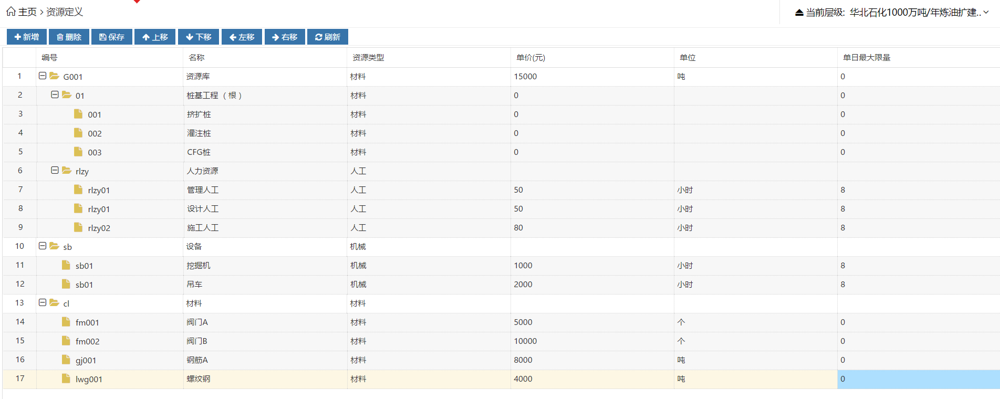 主页 > 资源定义 当前层级: 华北石化1000万吨/年炼油扩建..
新增 删除 保存 上移 下移 左移 右移 刷新
编号 名称 资源类型 单价(元) 单位 单日最大限量
1 G001 资源库 材料 15000 吨 0
2 01 桩基工程 （ 根 ） 材料 0 0
3 001 挤扩桩 材料 0 0
4 002 灌注桩 材料 0 0
5 003 CFG桩 材料 0 0
6 rlzy 人力资源 人工
7 rlzy01 管理人工 人工 50 小时 8
8 rlzy01 设计人工 人工 50 小时 8
9 rlzy02 施工人工 人工 80 小时 8
10 sb 设备 机械
11 sb01 挖掘机 机械 1000 小时 8
12 sb01 吊车 机械 2000 小时 8
13 cl 材料 材料
14 fm001 阀门A 材料 5000 个 0
15 fm002 阀门B 材料 10000 个 0
16 gj001 钢筋A 材料 8000 吨 0
17 lwg001 螺纹钢 材料 4000 吨 0